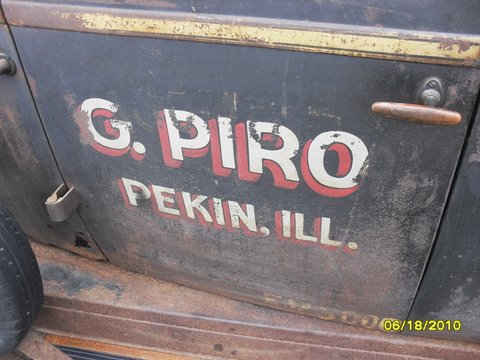 G. PIRO
PEKIN, ILL.
06/18/2010